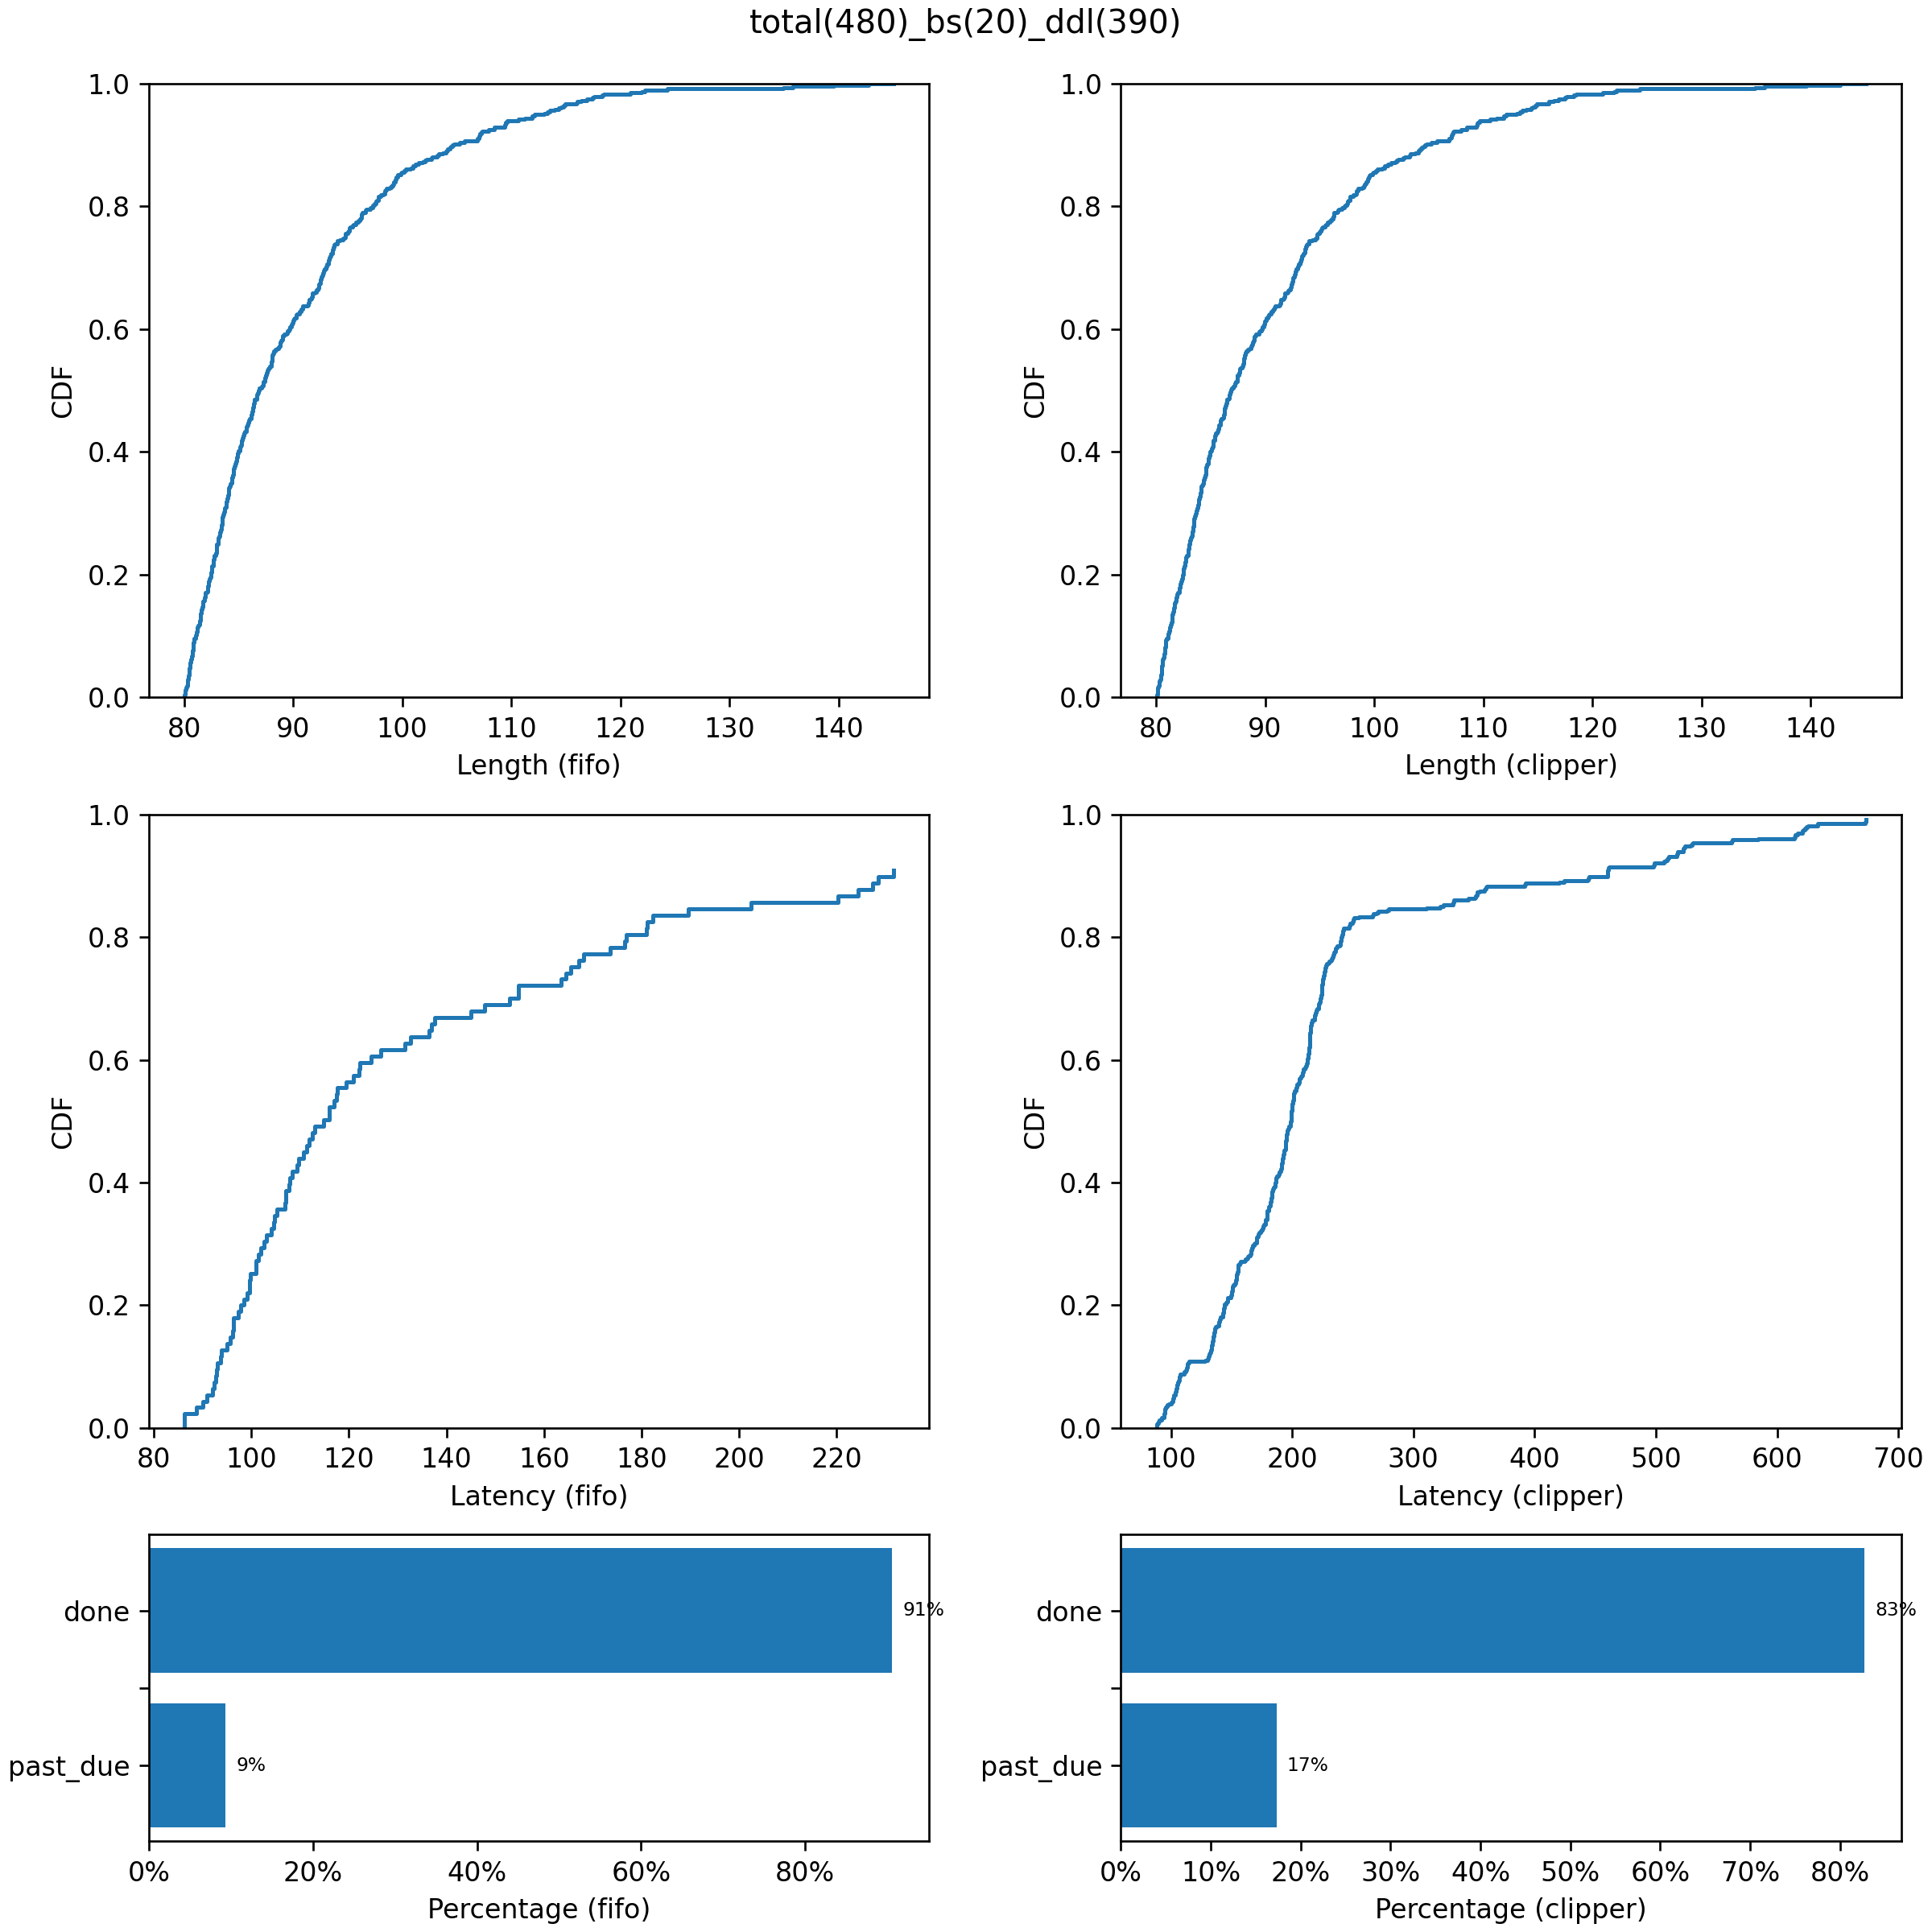 total(480)_bs(20)_ddl(390)
1.0
0.8
0.6
0.4
0.2
0.0
CDF
80 90 100 110 120 130 140
Length (fifo)
1.0
0.8
0.6
0.4
0.2
0.0
CDF
80 90 100 110 120 130 140
Length (clipper)
1.0
0.8
0.6
0.4
0.2
0.0
CDF
80 100 120 140 160 180 200 220
Latency (fifo)
1.0
0.8
0.6
0.4
0.2
0.0
CDF
100 200 300 400 500 600 700
Latency (clipper)
done
91%
past_due
9%
0% 20% 40% 60% 80%
Percentage (fifo)
done
83%
past_due
17%
0% 10% 20% 30% 40% 50% 60% 70% 80%
Percentage (clipper)